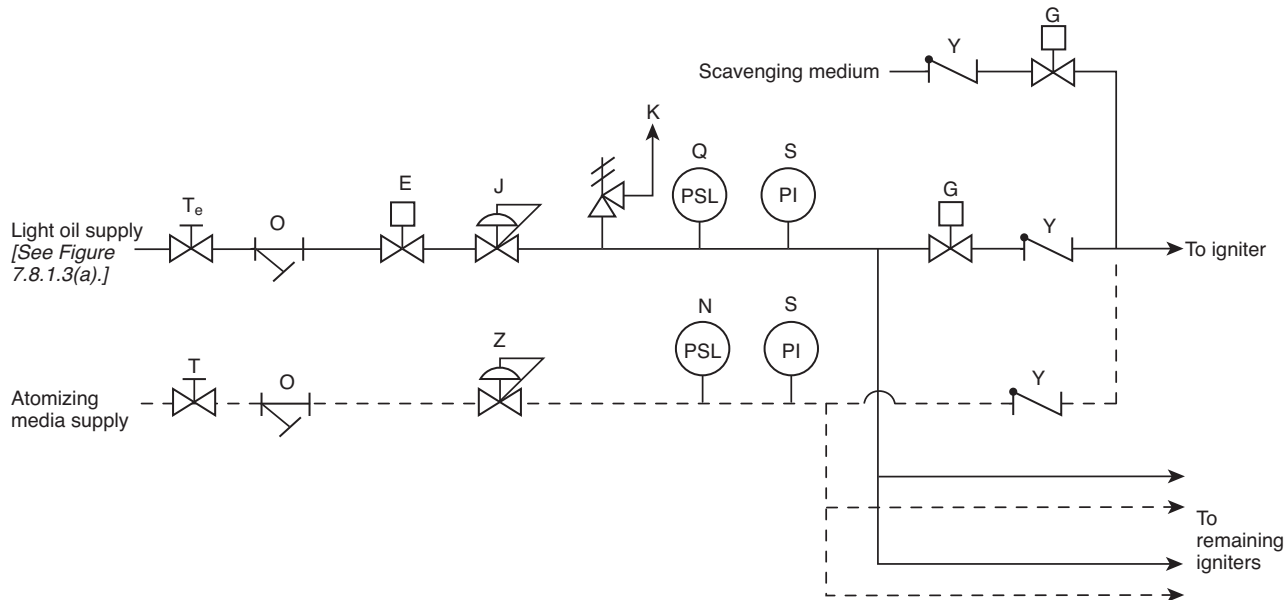 G
Y
Scavenging medium
K
Q
S
E
J
PSL
PI
G
Te
O
Y
Light oil supply
[See Figure
7.8.1.3(a).]
To igniter
N
S
Z
PSL
PI
T
O
Y
Atomizing
media supply
To
remaining
igniters